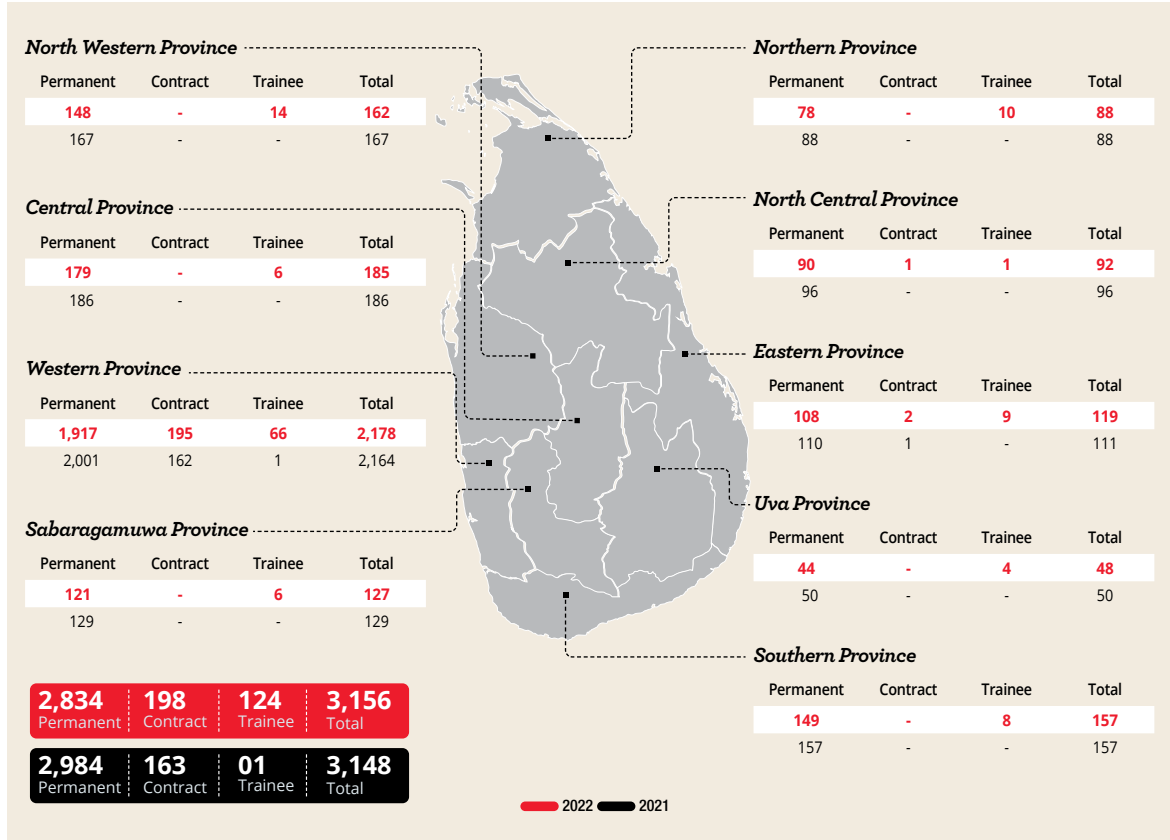 North Western Province
Permanent Contract Trainee Total
148 - 14 162
167 - - 167
Central Province
Permanent Contract Trainee Total
179 - 6 185
186 - - 186
Western Province
Permanent Contract Trainee Total
1,917 195 66 2,178
2,001 162 1 2,164
Sabaragamuwa Province
Permanent Contract Trainee Total
121 - 6 127
129 - - 129
2,834 198 124 3,156
Permanent Contract Trainee Total
2,984 163 01 3,148
Permanent Contract Trainee Total
Northern Province
Permanent Contract Trainee Total
78 - 10 88
88 - - 88
North Central Province
Permanent Contract Trainee Total
90 1 1 92
96 - - 96
Eastern Province
Permanent Contract Trainee Total
108 2 9 119
110 1 - 111
Uva Province
Permanent Contract Trainee Total
44 - 4 48
50 - - 50
Southern Province
Permanent Contract Trainee Total
149 - 8 157
157 - - 157
2022 2021